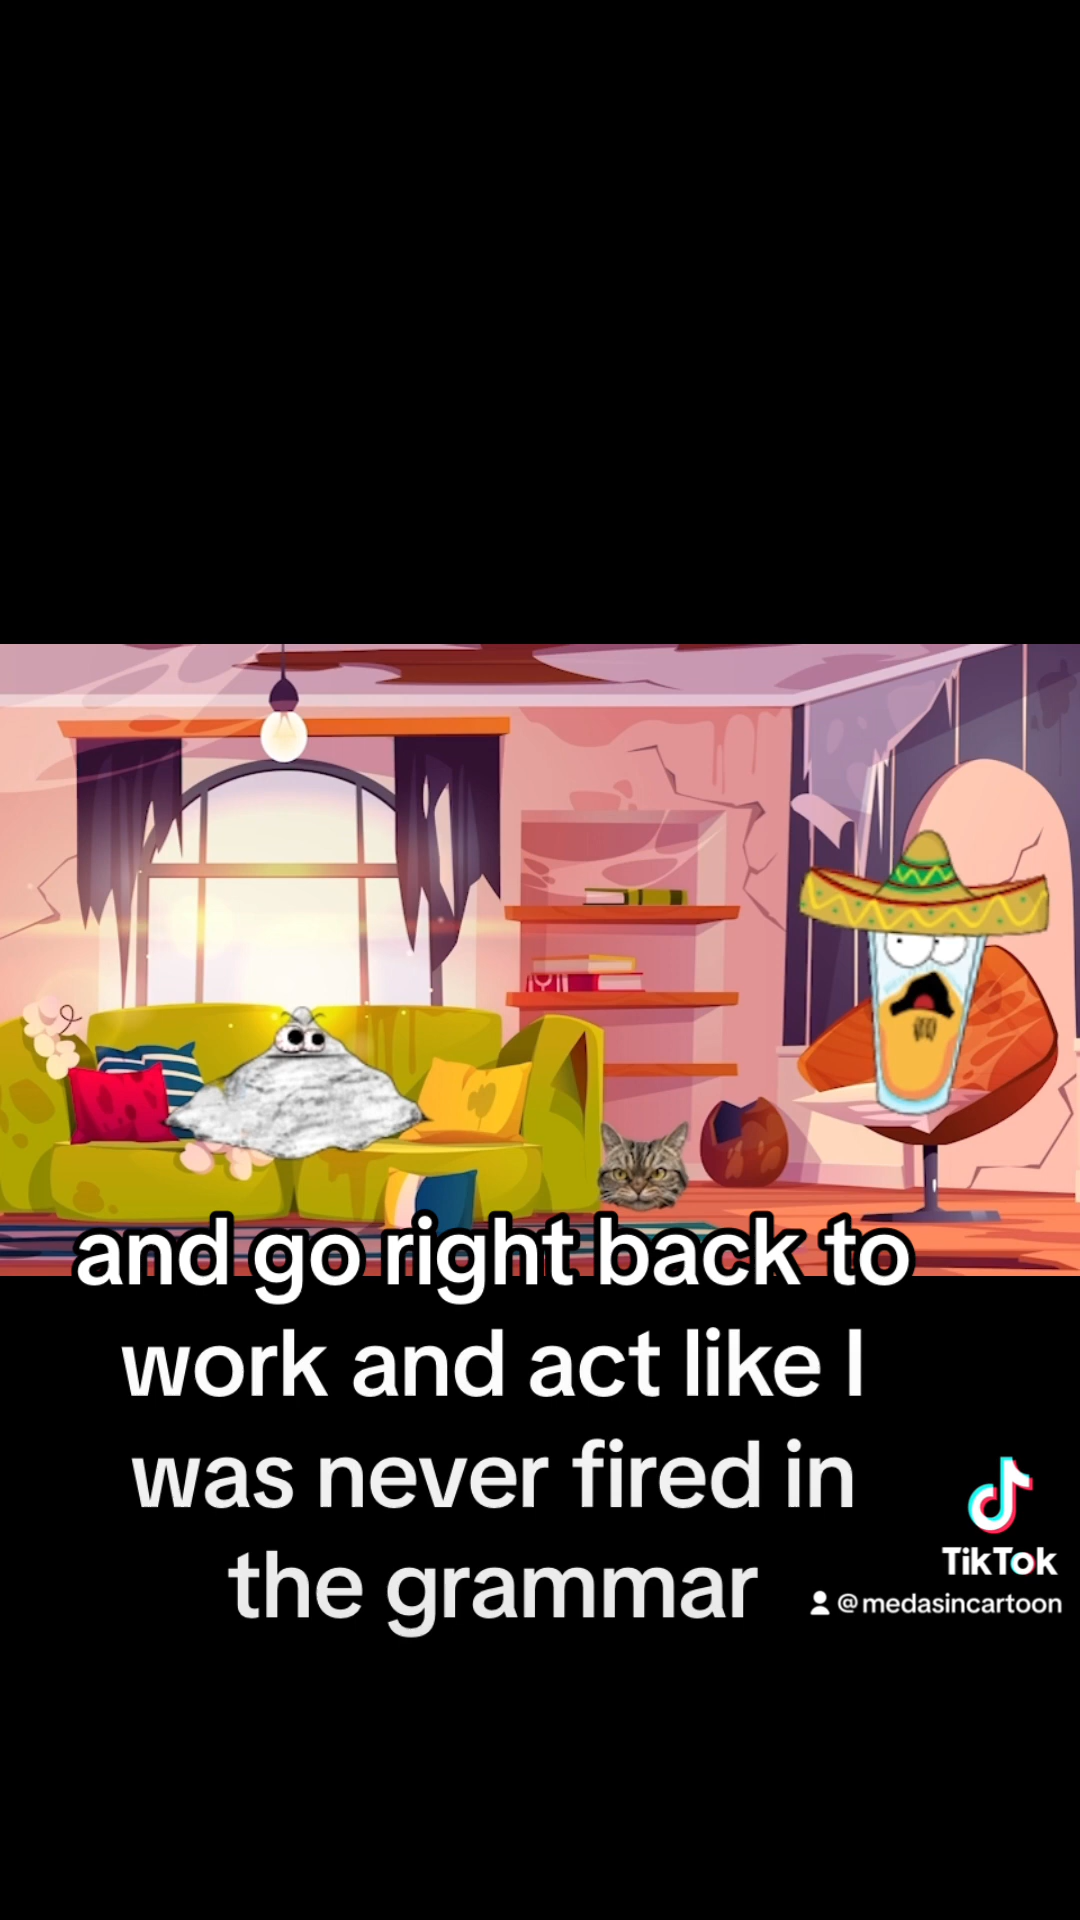 and go right back to
work and act like I
was never fired in
the grammar
TikTok
@medasincartoon